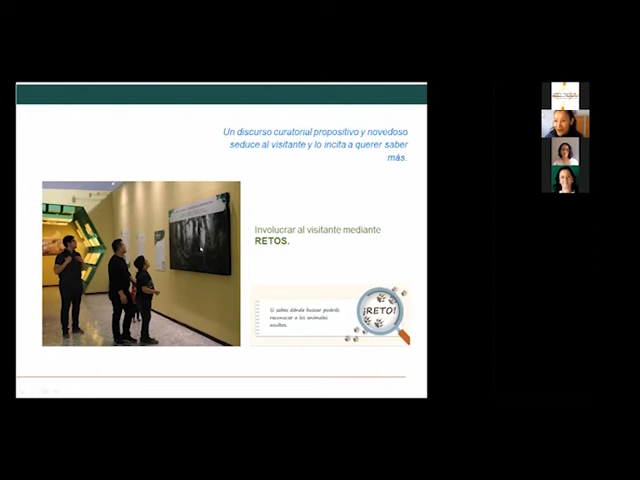 Un discurso curatorial propositivo y novedoso
seduce al visitante y lo incita a querer saber
más.
Involucrar al visitante mediante
RETOS.
Si sabes dónde buscar podrás
reconocer a los animales
ocultos.
¡RETO!